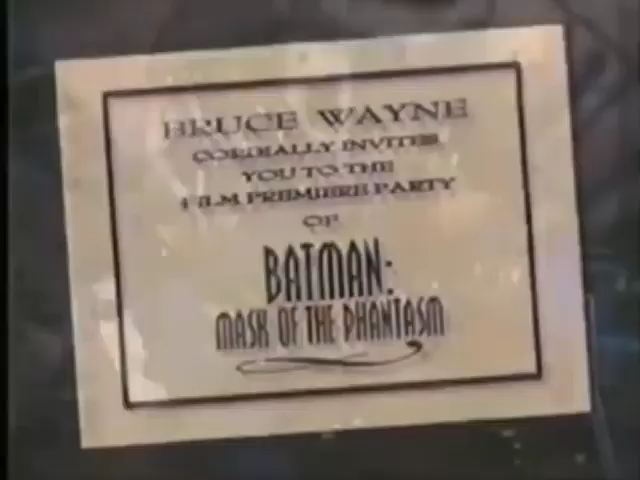 BRUCE WAYNE
CORDIALLY INVITES
YOU TO THE
FILM PREMIERE PARTY
OF
BATMAN:
MASK OF THE PHANTASM